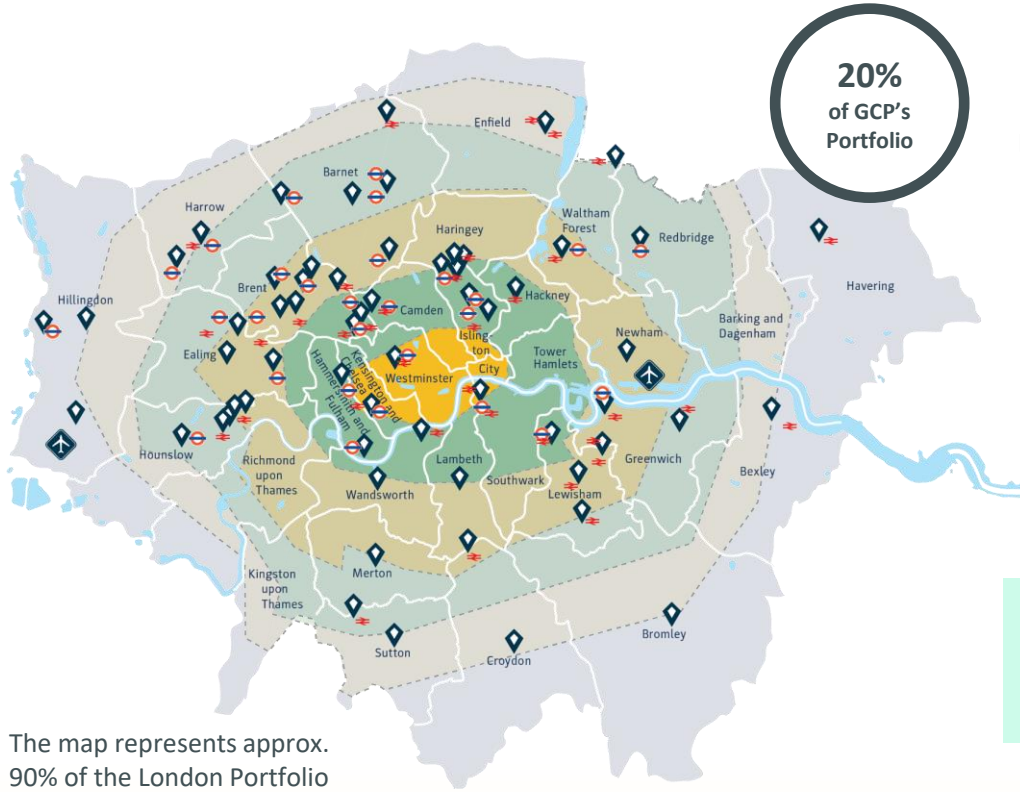 20%
of GCP's
Portfolio
Enfield
Barnet
Harrow
Haringey
Waltham
Forest
Redbridge
Havering
Hillingdon
Brent
Camden
Hackney
Barking and
Dagenham
Newham
Isling-
ton
Ealing
Tower
Hamlets
City
Westminster
Kensington and
Chelsea
Hammersmith and
Fulham
Hounslow
Richmond
upon
Thames
Lambeth
Southwark
Greenwich
Bexley
Wandsworth
Lewisham
Merton
Kingston
upon
Thames
Sutton
Croydon
Bromley
The map represents approx.
90% of the London Portfolio